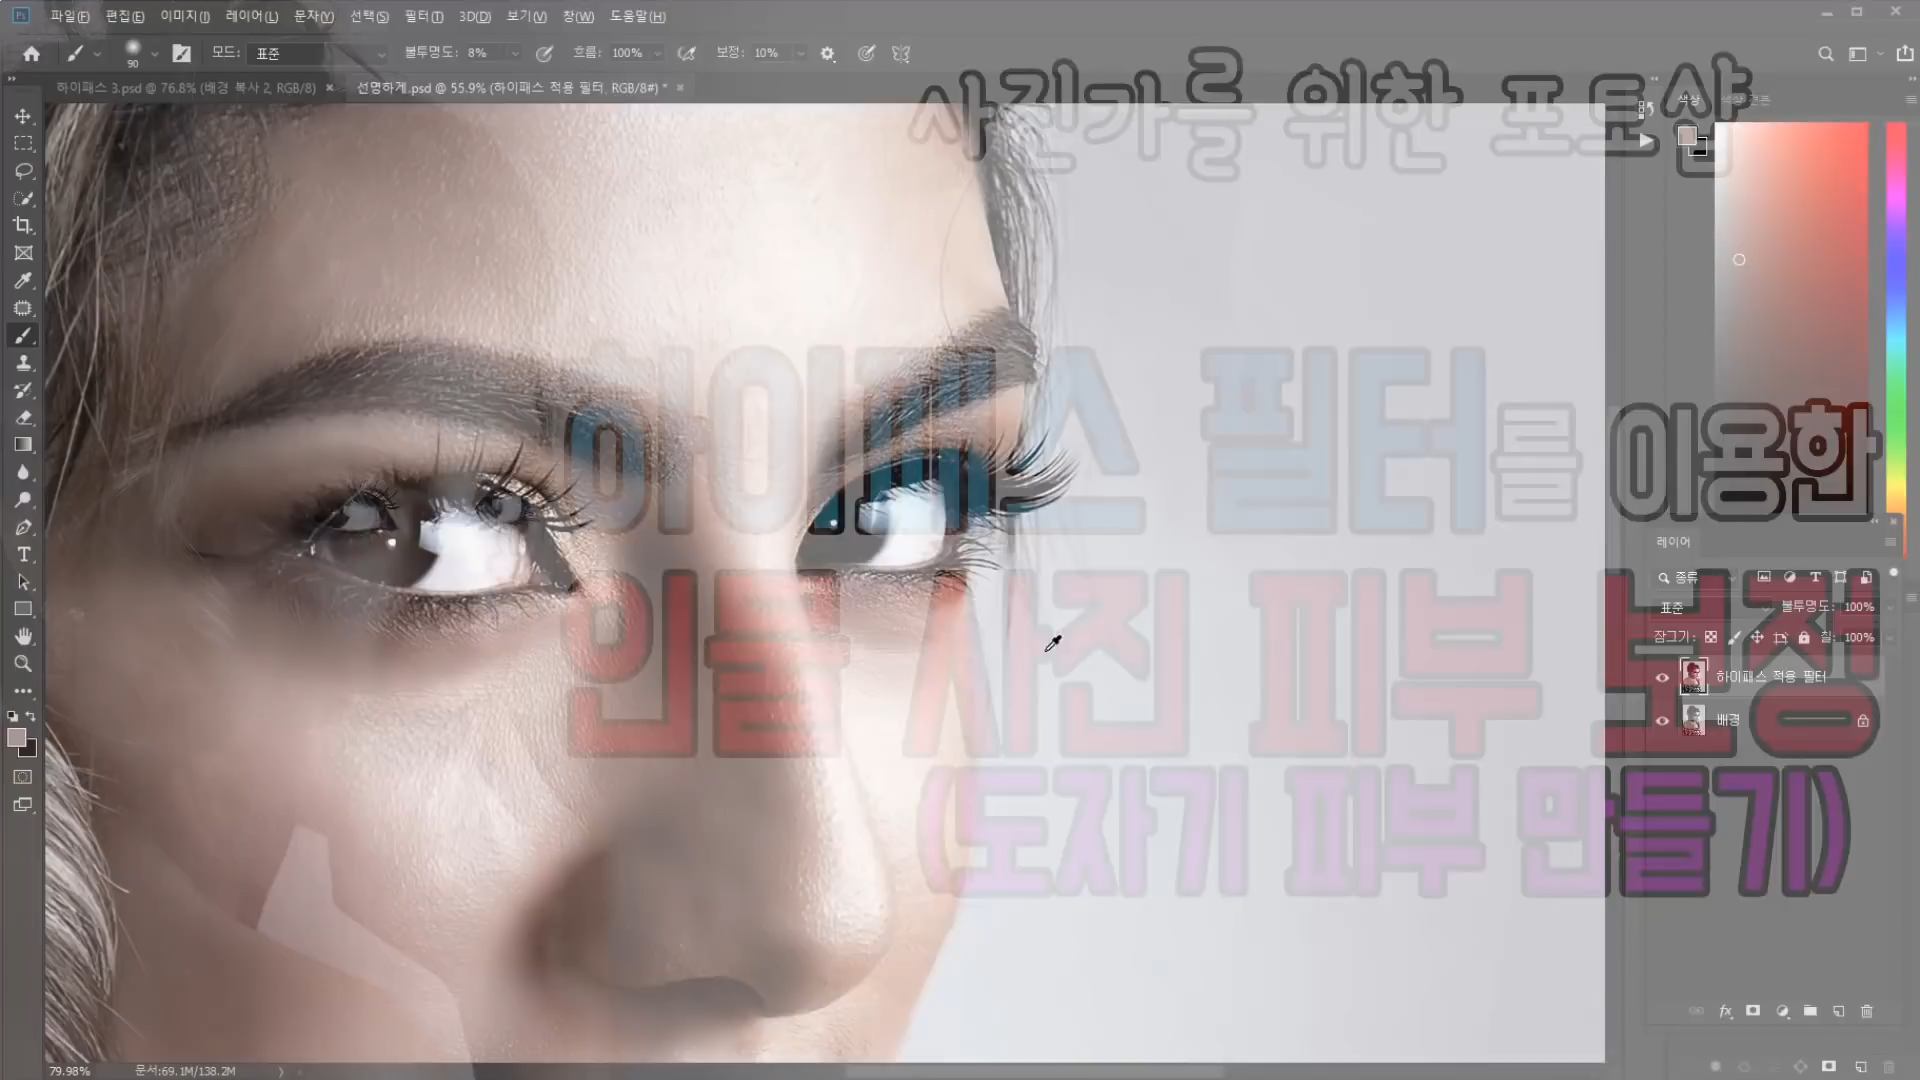 파일(F) 편집(E) 이미지(I) 레이어(L) 문자(Y) 선택(S) 필터(T) 3D(D) 보기(V) 창(W) 도움말(H)
90 모드: 표준 불투명도: 8% 흐름: 100% 보정: 10%
하이패스 3.psd @ 76.8% (배경 복사 2, RGB/8) × 선명하게.psd @ 55.9% (하이패스 적용 필터, RGB/8#) * ×
사진가를 위한 포토샵
색상
하이패스 필터를 이용한
인물 사진 피부 보정
(도자기 피부 만들기)
레이어
종류
표준 불투명도: 100%
잠그기: 칠: 100%
하이패스 적용 필터
배경
fx
79.98% 문서:69.1M/138.2M